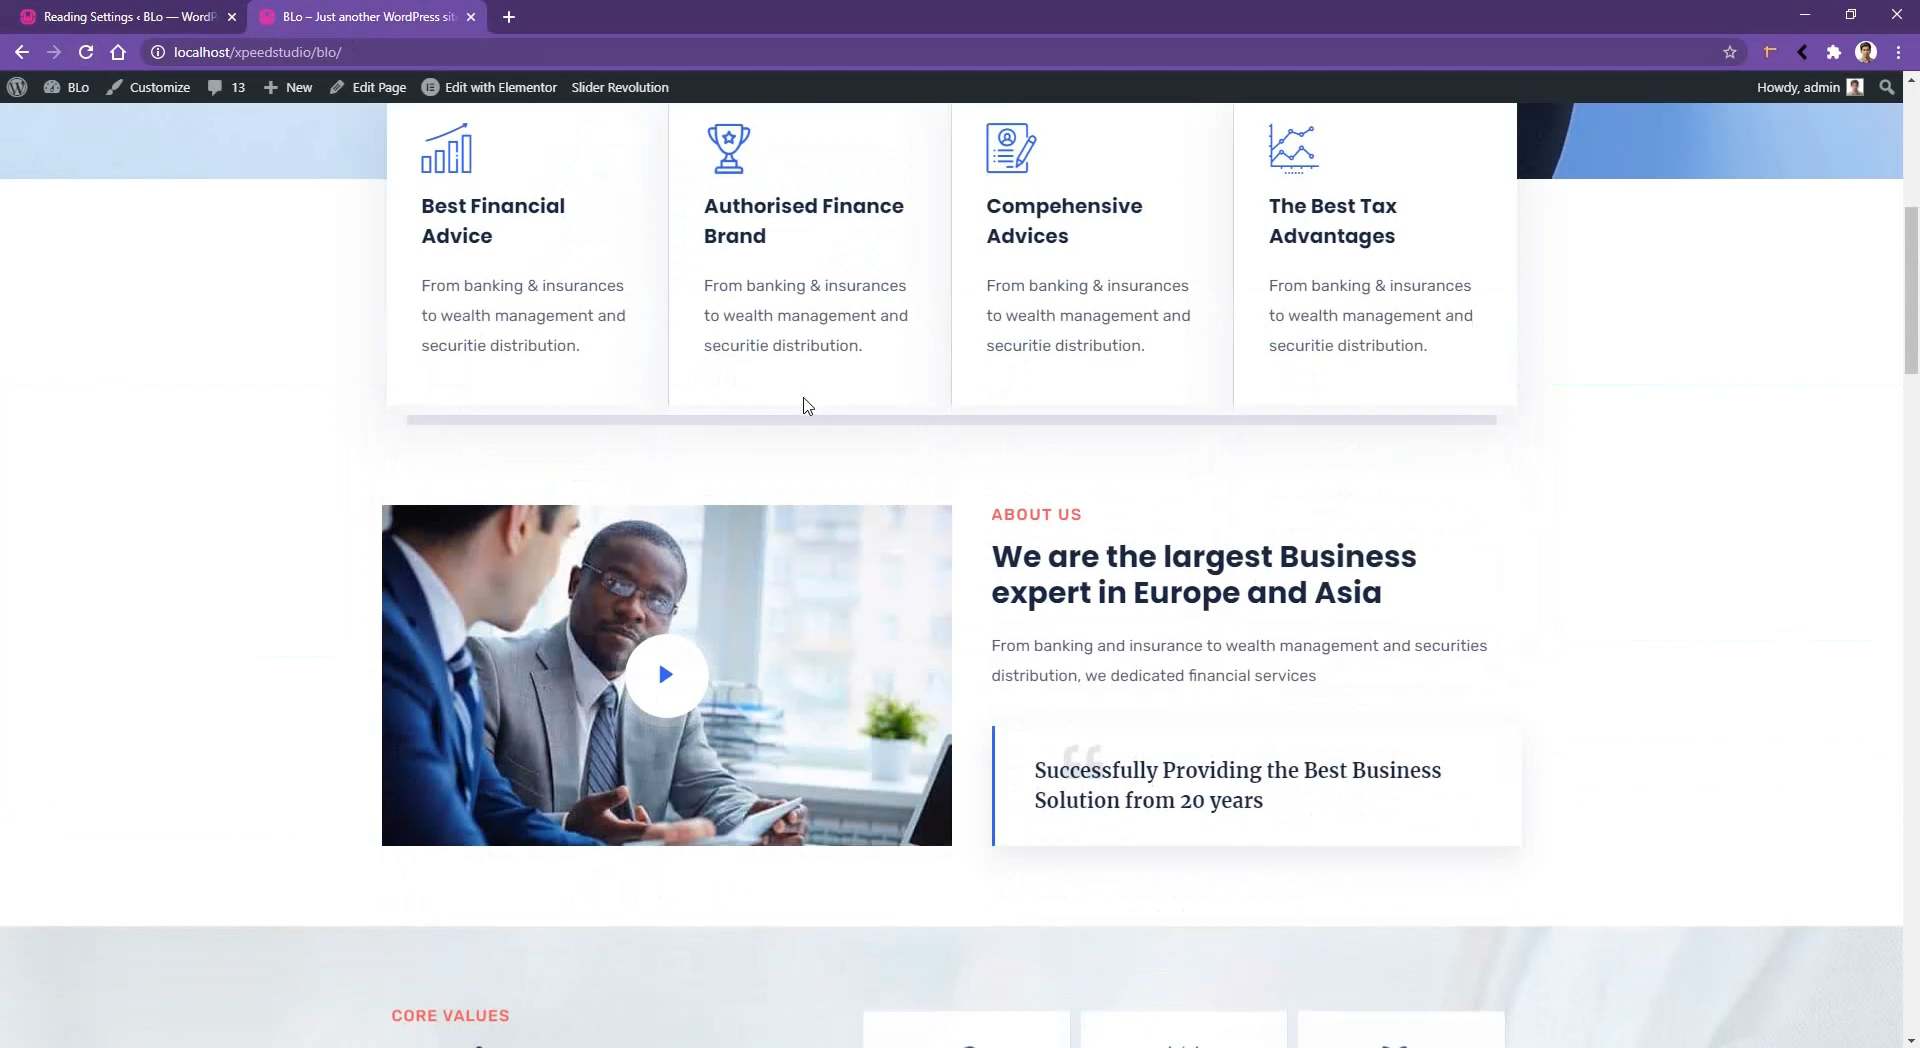 Reading Settings ‹ BLo — WordP
BLo – Just another WordPress sit
localhost/xpeedstudio/blo/
BLo
Customize
13
New
Edit Page
Edit with Elementor
Slider Revolution
Howdy, admin
Best Financial
Advice
From banking & insurances
to wealth management and
securitie distribution.
Authorised Finance
Brand
From banking & insurances
to wealth management and
securitie distribution.
Compehensive
Advices
From banking & insurances
to wealth management and
securitie distribution.
The Best Tax
Advantages
From banking & insurances
to wealth management and
securitie distribution.
ABOUT US
We are the largest Business
expert in Europe and Asia
From banking and insurance to wealth management and securities
distribution, we dedicated financial services
Successfully Providing the Best Business
Solution from 20 years
CORE VALUES